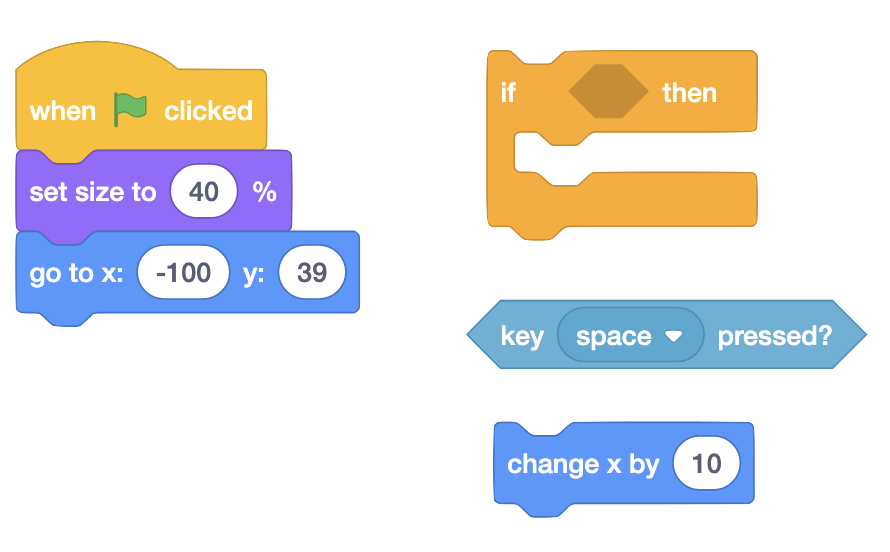 when clicked
set size to 40 %
go to x: -100 y: 39
if then
key space pressed?
change x by 10